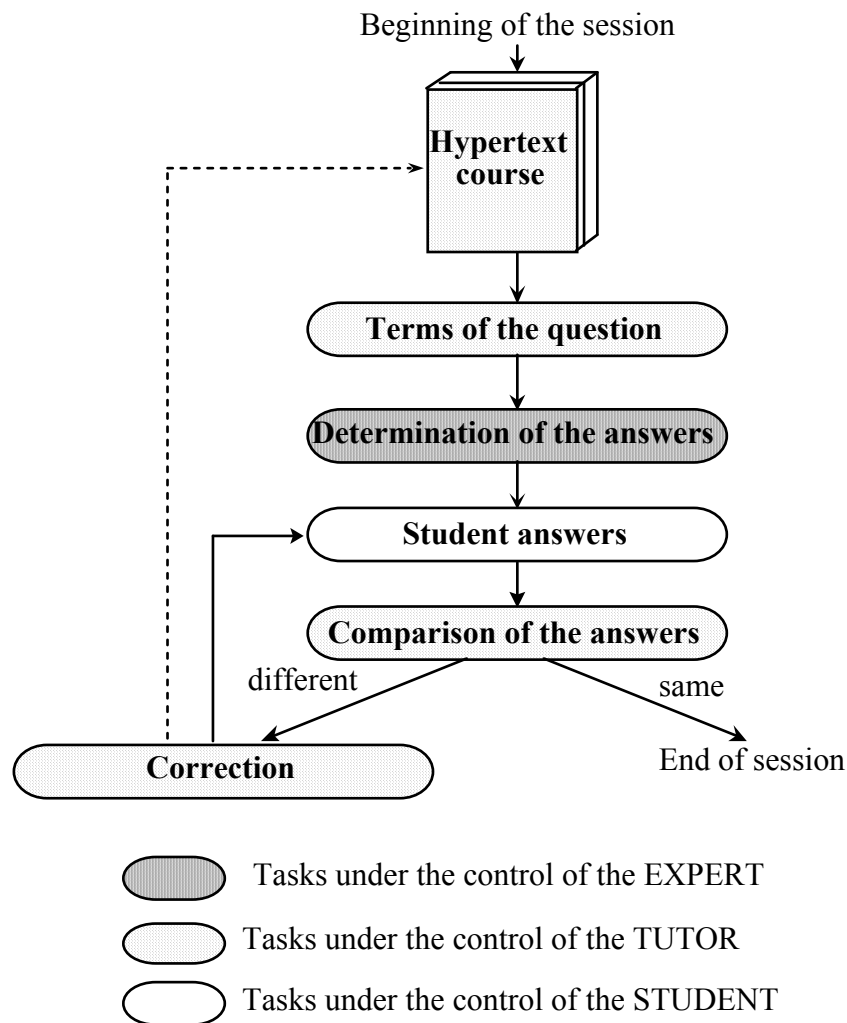 Beginning of the session
Hypertext
course
Terms of the question
Determination of the answers
Student answers
Comparison of the answers
different
same
Correction
End of session
Tasks under the control of the EXPERT
Tasks under the control of the TUTOR
Tasks under the control of the STUDENT